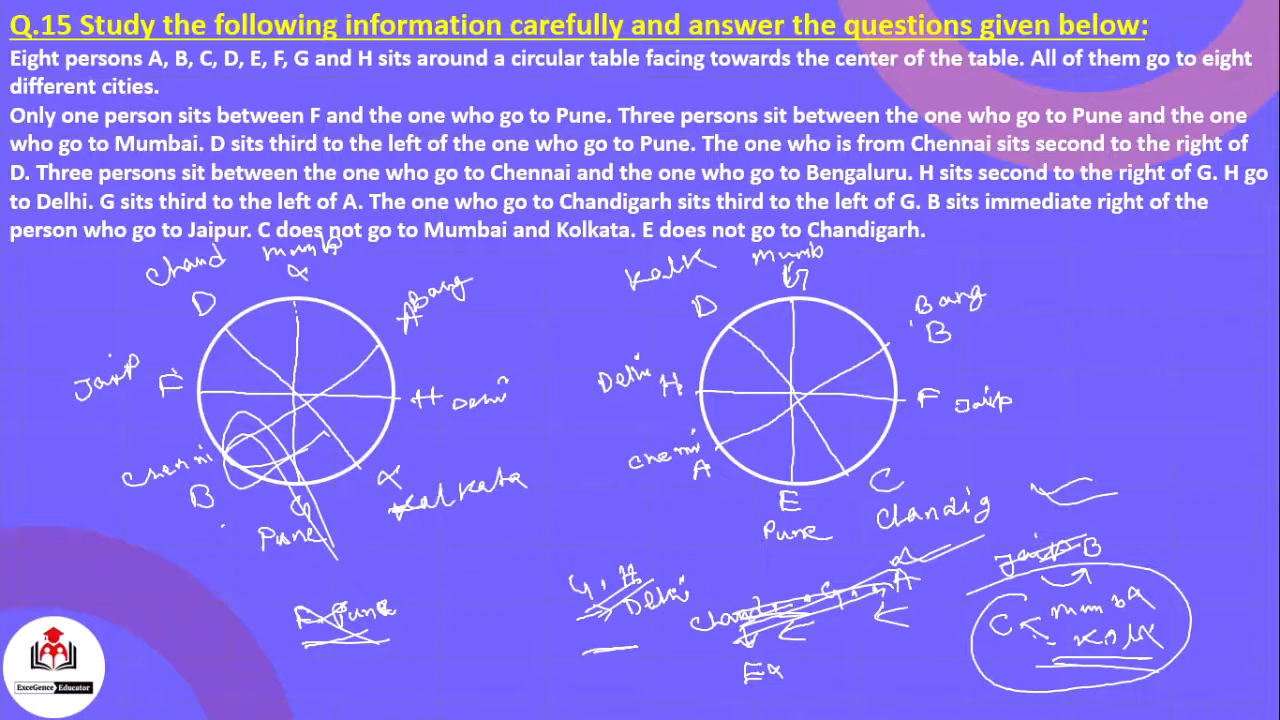 Q.15 Study the following information carefully and answer the questions given below:
Eight persons A, B, C, D, E, F, G and H sits around a circular table facing towards the center of the table. All of them go to eight
different cities.
Only one person sits between F and the one who go to Pune. Three persons sit between the one who go to Pune and the one
who go to Mumbai. D sits third to the left of the one who go to Pune. The one who is from Chennai sits second to the right of
D. Three persons sit between the one who go to Chennai and the one who go to Bengaluru. H sits second to the right of G. H go
to Delhi. G sits third to the left of A. The one who go to Chandigarh sits third to the left of G. B sits immediate right of the
person who go to Jaipur. C does not go to Mumbai and Kolkata. E does not go to Chandigarh.
Chand Mumb
D
Bang
A
Jaip F
H Delhi
Chenni
B
G
Pune
Kalkata
Kolk Mumb
D G
Bang
B
Delhi H
F Jaip
Chenni
A
E
Pune
C
Chandig
F Pune
G, H
Delhi
Chand G A
E
Jaip B
C Mumb
Kolk
ExceGence Educator